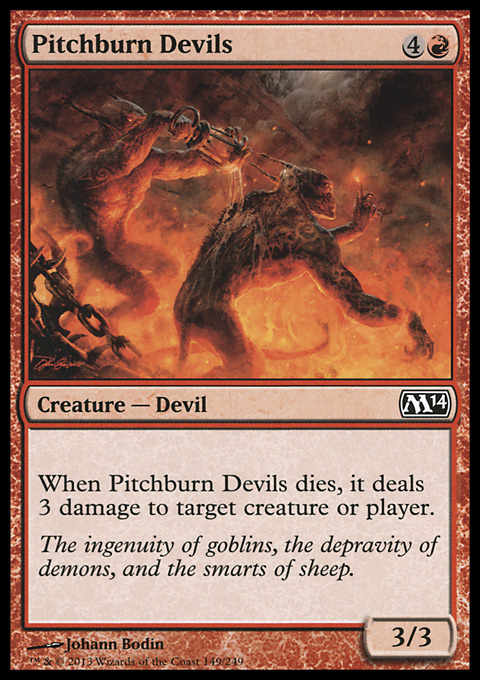 Pitchburn Devils 4
Creature — Devil M14
When Pitchburn Devils dies, it deals
3 damage to target creature or player.
The ingenuity of goblins, the depravity of
demons, and the smarts of sheep.
3/3
Johann Bodin
™ & © 2013 Wizards of the Coast 149/249